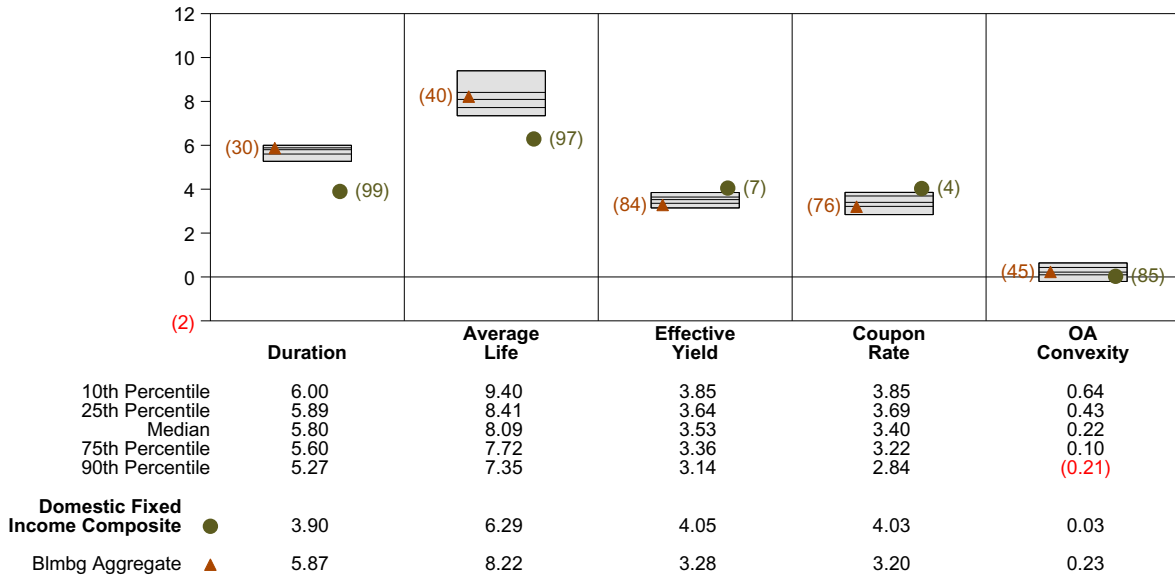 12
10
8
6
4
2
0
(2)
(30)
(99)
(40)
(97)
(84)
(7)
(76)
(4)
(45)
(85)
Duration
Average
Life
Effective
Yield
Coupon
Rate
OA
Convexity
10th Percentile 6.00 9.40 3.85 3.85 0.64
25th Percentile 5.89 8.41 3.64 3.69 0.43
Median 5.80 8.09 3.53 3.40 0.22
75th Percentile 5.60 7.72 3.36 3.22 0.10
90th Percentile 5.27 7.35 3.14 2.84 (0.21)
Domestic Fixed
Income Composite 3.90 6.29 4.05 4.03 0.03
Blmbg Aggregate 5.87 8.22 3.28 3.20 0.23